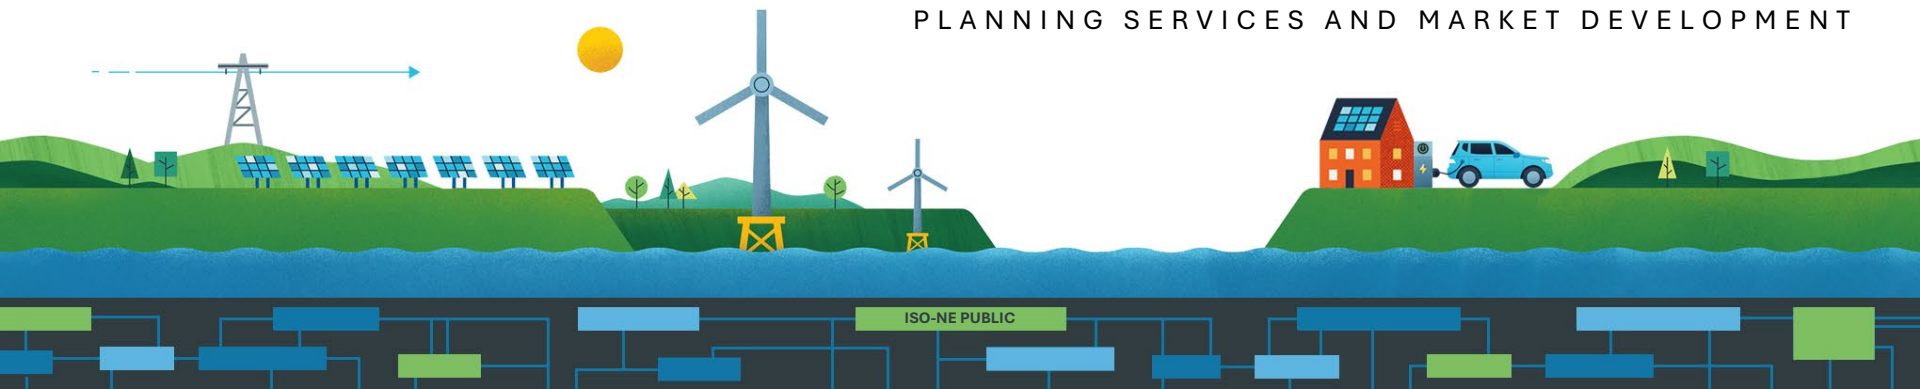 PLANNING SERVICES AND MARKET DEVELOPMENT
ISO-NE PUBLIC